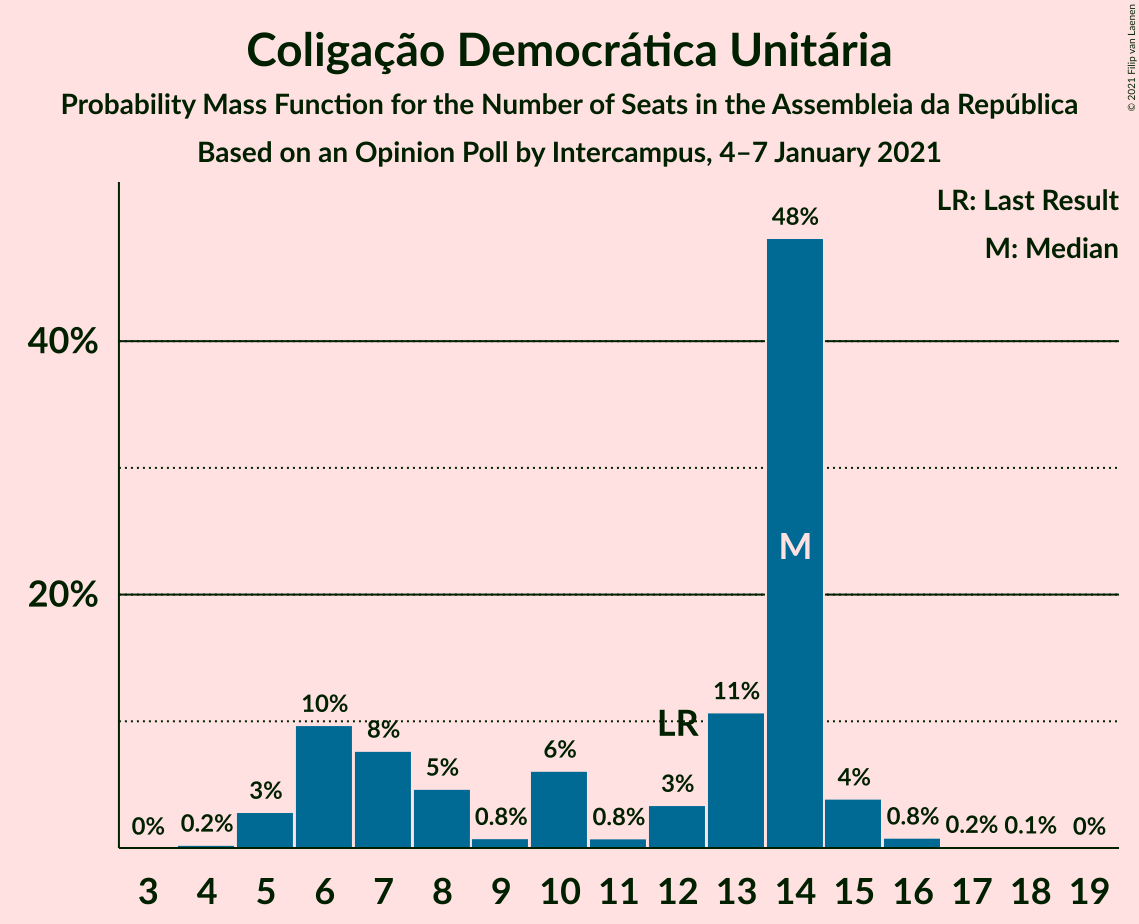 Coligação Democrática Unitária
Probability Mass Function for the Number of Seats in the Assembleia da República
Based on an Opinion Poll by Intercampus, 4–7 January 2021
© 2021 Filip van Laenen
LR: Last Result
M: Median
40%
20%
0%
0.2%
3%
10%
8%
5%
0.8%
6%
0.8%
LR
3%
11%
48%
M
4%
0.8%
0.2%
0.1%
0%
3 4 5 6 7 8 9 10 11 12 13 14 15 16 17 18 19